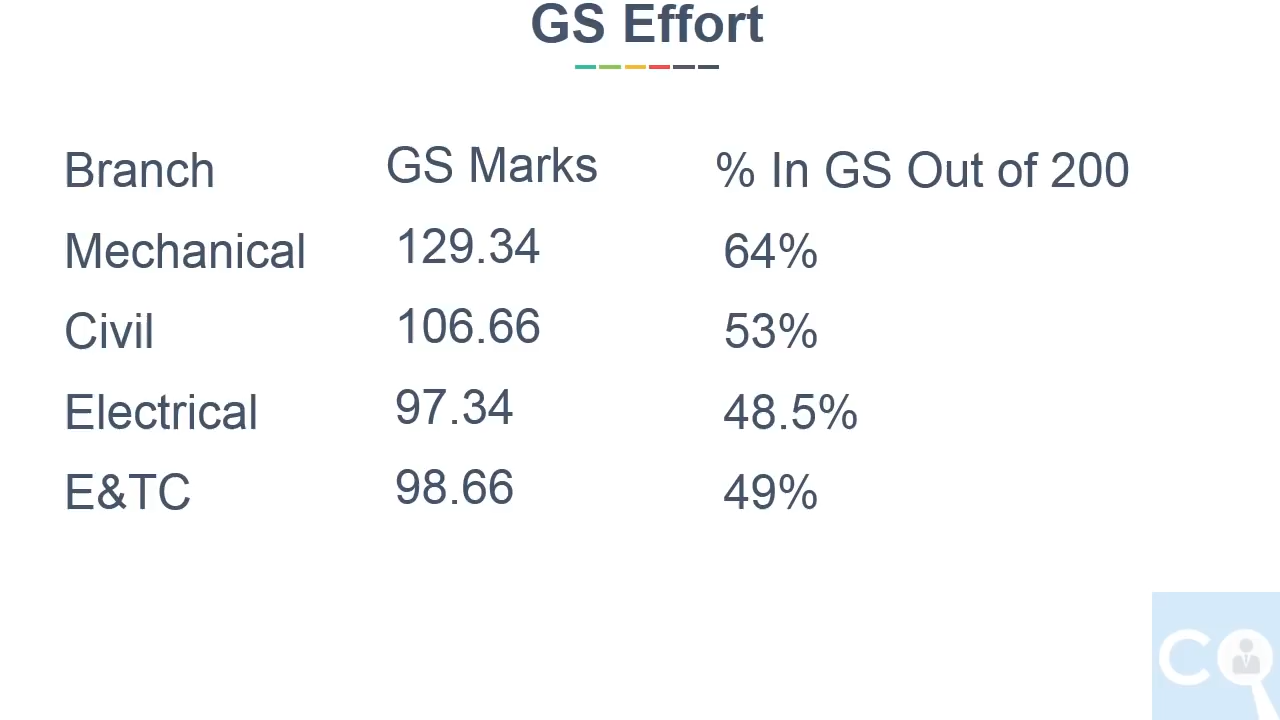 GS Effort
Branch GS Marks % In GS Out of 200
Mechanical 129.34 64%
Civil 106.66 53%
Electrical 97.34 48.5%
E&TC 98.66 49%
CQ